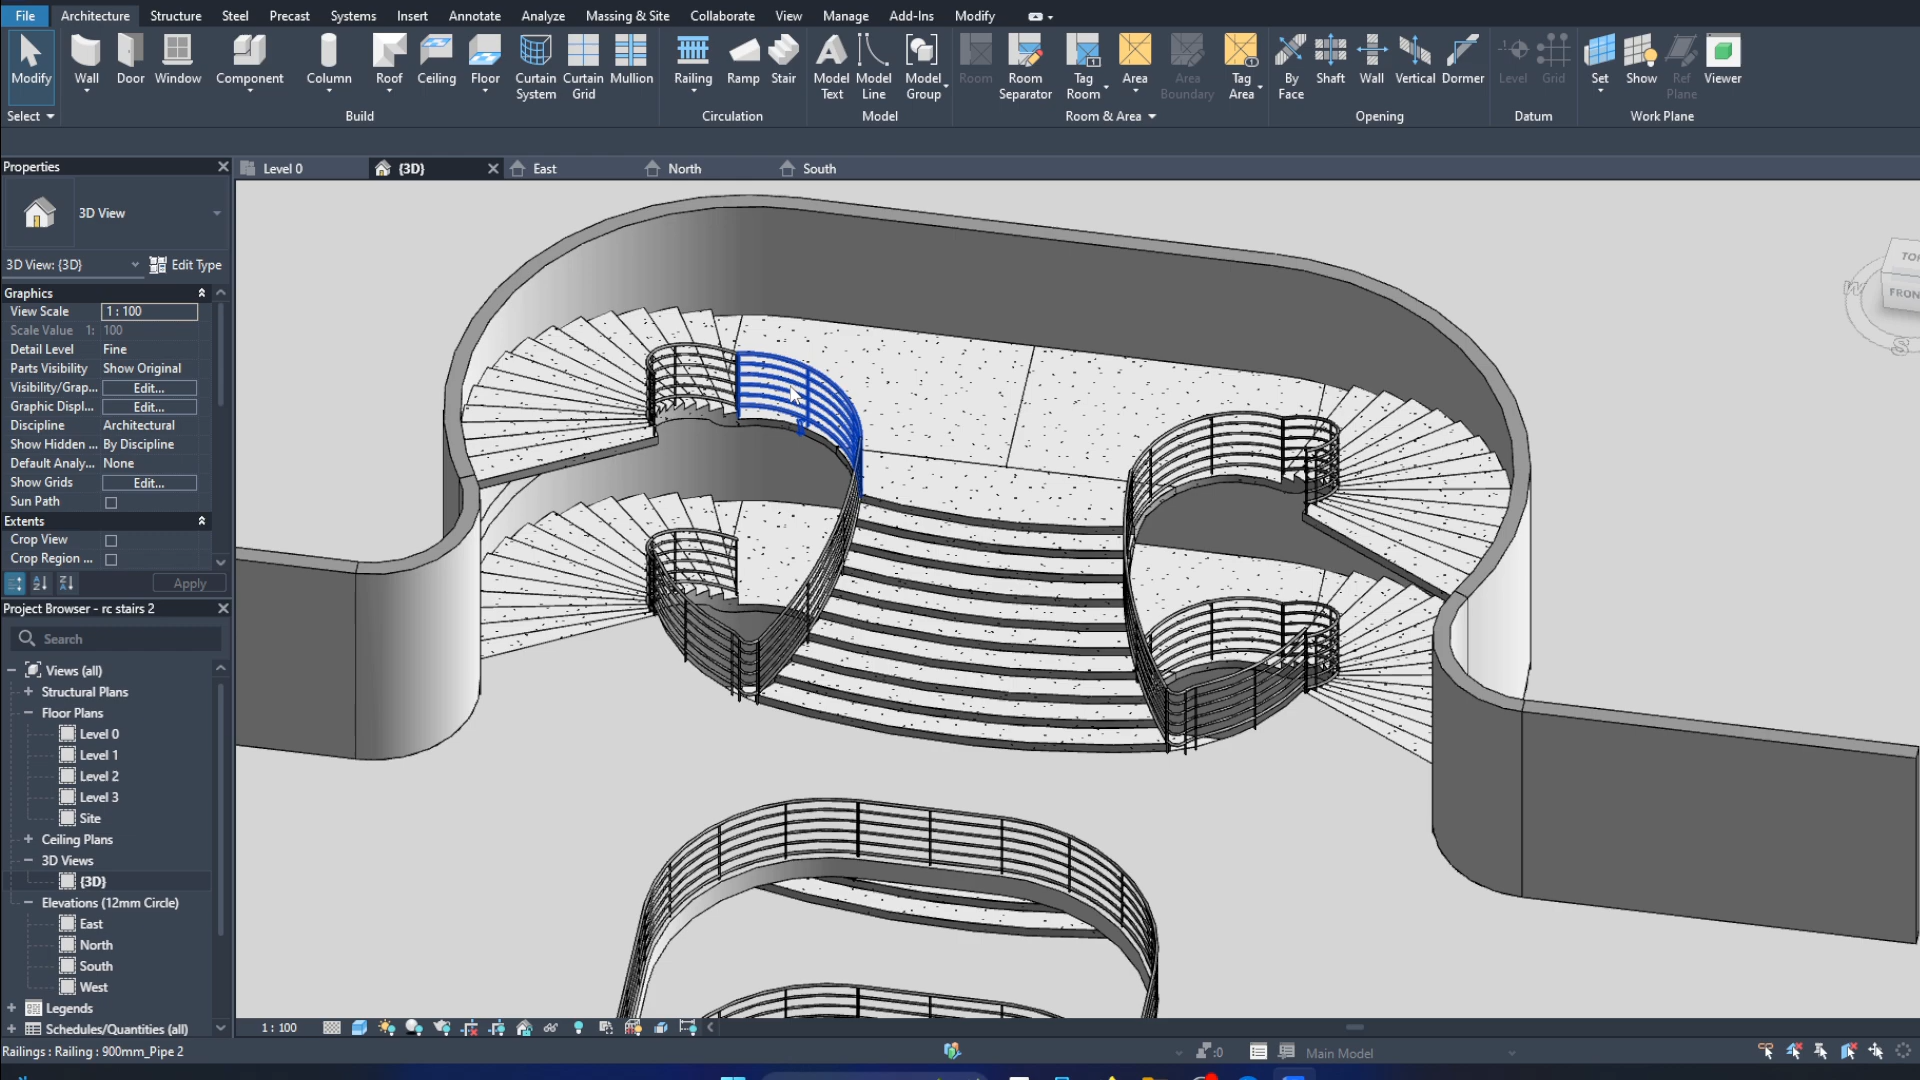 File Architecture Structure Steel Precast Systems Insert Annotate Analyze Massing & Site Collaborate View Manage Add-Ins Modify
Modify Wall Door Window Component Column Roof Ceiling Floor Curtain System Curtain Grid Mullion Railing Ramp Stair Model Text Model Line Model Group Room Room Separator Tag Room Area Area Boundary Tag Area By Face Shaft Wall Vertical Dormer Level Grid Set Show Ref Plane Viewer
Select Build Circulation Model Room & Area Opening Datum Work Plane
Properties
Level 0 {3D} East North South
3D View
3D View: {3D} Edit Type
Graphics
View Scale 1 : 100
Scale Value 1: 100
Detail Level Fine
Parts Visibility Show Original
Visibility/Grap... Edit...
Graphic Displ... Edit...
Discipline Architectural
Show Hidden ... By Discipline
Default Analy... None
Show Grids Edit...
Sun Path
Extents
Crop View
Crop Region ...
Apply
Project Browser - rc stairs 2
Search
Views (all)
Structural Plans
Floor Plans
Level 0
Level 1
Level 2
Level 3
Site
Ceiling Plans
3D Views
{3D}
Elevations (12mm Circle)
East
North
South
West
Legends
Schedules/Quantities (all)
W
S
1 : 100
Railings : Railing : 900mm_Pipe 2
:0
Main Model